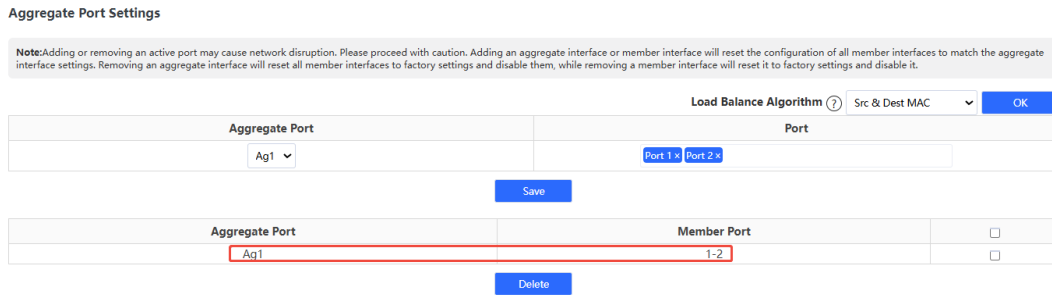 Aggregate Port Settings
Note:Adding or removing an active port may cause network disruption. Please proceed with caution. Adding an aggregate interface or member interface will reset the configuration of all member interfaces to match the aggregate
interface settings. Removing an aggregate interface will reset all member interfaces to factory settings and disable them, while removing a member interface will reset it to factory settings and disable it.
Load Balance Algorithm ? Src & Dest MAC OK
Aggregate Port Port
Ag1 Port 1 × Port 2 ×
Save
Aggregate Port Member Port
Ag1 1-2
Delete